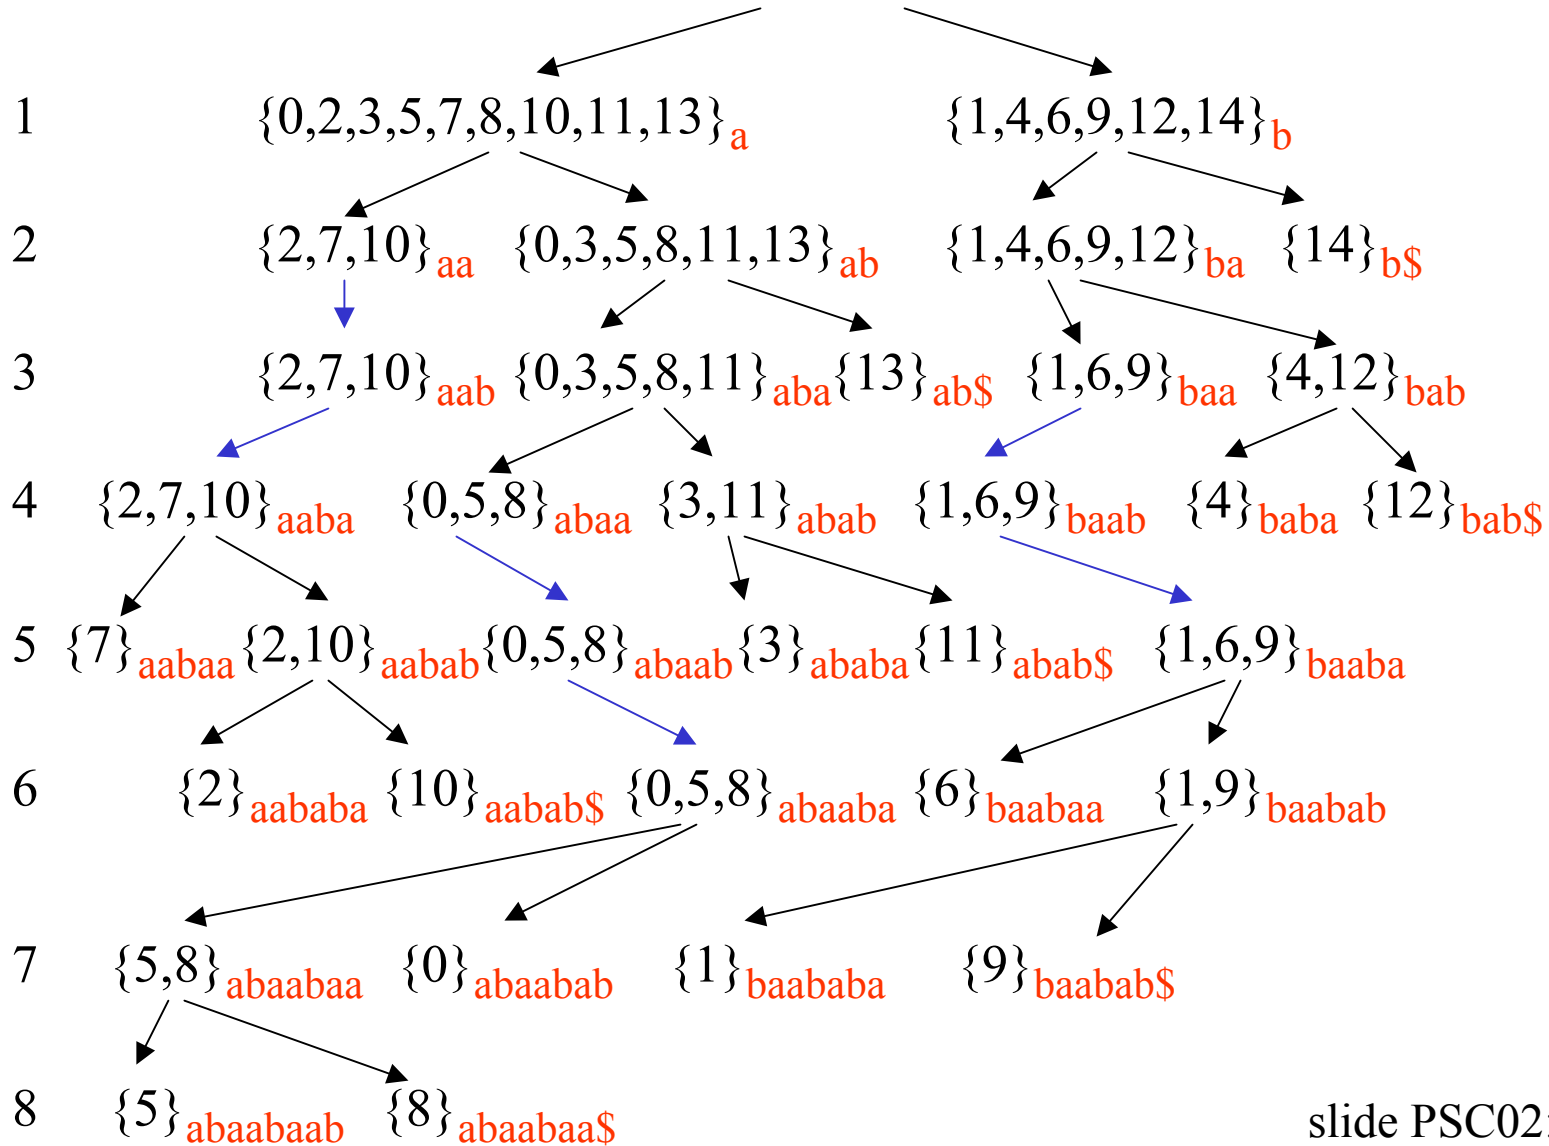 1 {0,2,3,5,7,8,10,11,13}a {1,4,6,9,12,14}b
2 {2,7,10}aa {0,3,5,8,11,13}ab {1,4,6,9,12}ba {14}b$
3 {2,7,10}aab {0,3,5,8,11}aba {13}ab$ {1,6,9}baa {4,12}bab
4 {2,7,10}aaba {0,5,8}abaa {3,11}abab {1,6,9}baab {4}baba {12}bab$
5 {7}aabaa {2,10}aabab {0,5,8}abaab {3}ababa {11}abab$ {1,6,9}baaba
6 {2}aababa {10}aabab$ {0,5,8}abaaba {6}baabaa {1,9}baabab
7 {5,8}abaabaa {0}abaabab {1}baababa {9}baabab$
8 {5}abaabaab {8}abaabaa$
slide PSC02